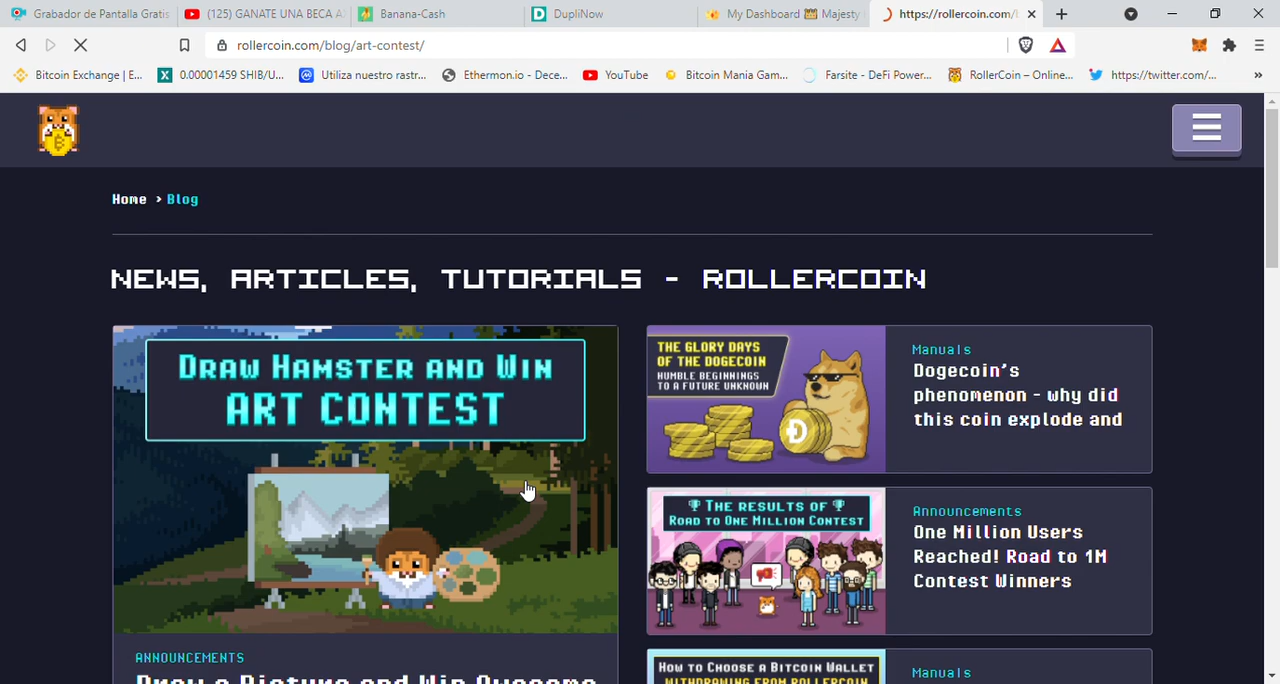 Grabador de Pantalla Gratis
(125) GANATE UNA BECA A
Banana-Cash
DupliNow
My Dashboard 👑 Majesty
https://rollercoin.com/
rollercoin.com/blog/art-contest/
Bitcoin Exchange | E...
0.00001459 SHIB/U...
Utiliza nuestro rastr...
Ethermon.io - Dece...
YouTube
Bitcoin Mania Gam...
Farsite - DeFi Power...
RollerCoin – Online...
https://twitter.com/...
»
Home > Blog
NEWS, ARTICLES, TUTORIALS - ROLLERCOIN
DRAW HAMSTER AND WIN
ART CONTEST
ANNOUNCEMENTS
Draw a Picture and Win Awesome
THE GLORY DAYS
OF THE DOGECOIN
HUMBLE BEGINNINGS
TO A FUTURE UNKNOWN
Manuals
Dogecoin's
phenomenon - why did
this coin explode and
THE RESULTS OF
ROAD TO ONE MILLION CONTEST
Announcements
One Million Users
Reached! Road to 1M
Contest Winners
HOW TO CHOOSE A BITCOIN WALLET
WITHDRAWING FROM ROLLERCOIN
Manuals